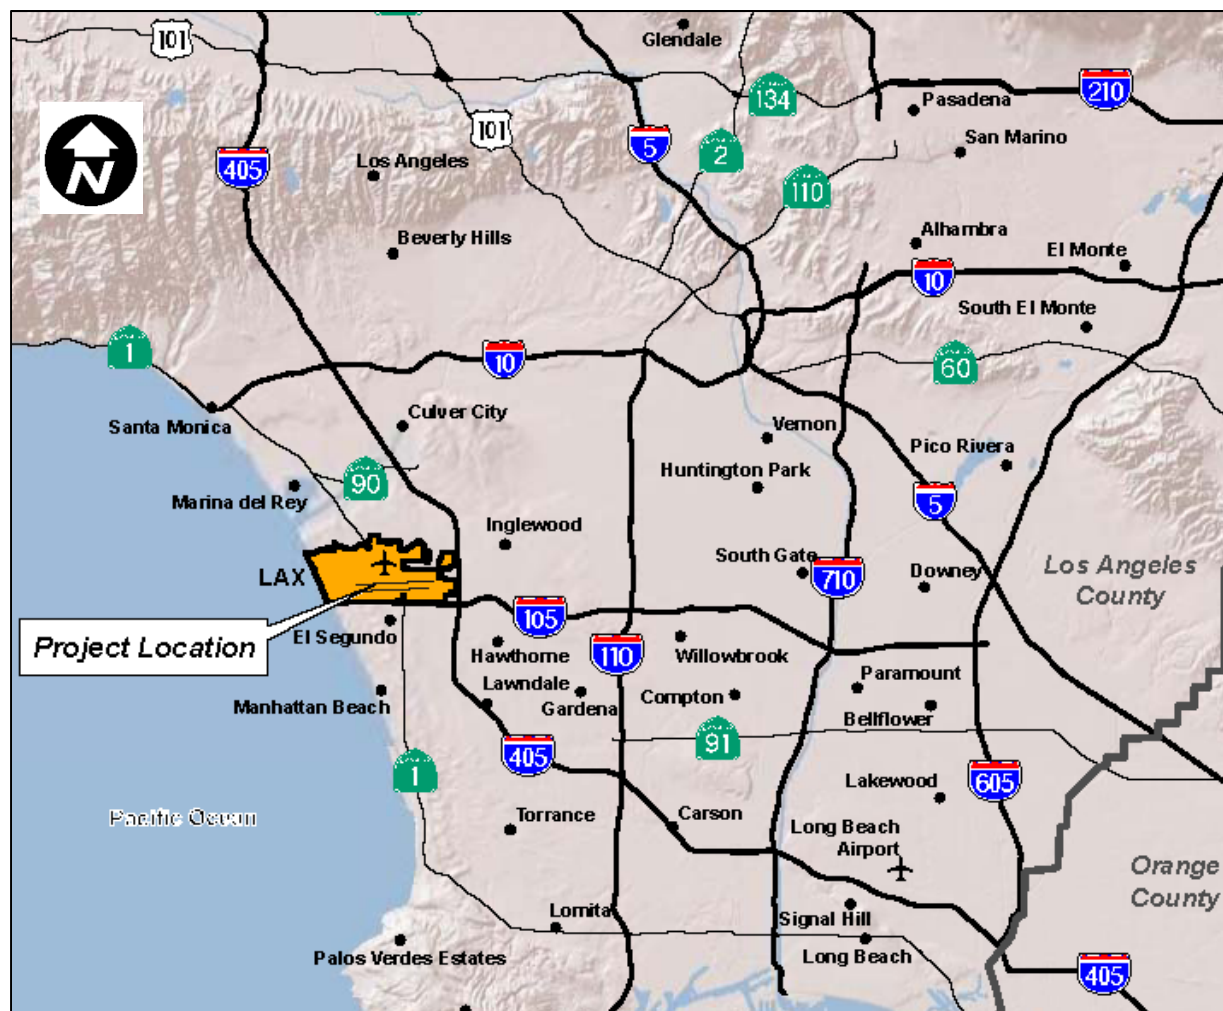 101
Glendale
134
210
Pasadena
101
5
2
San Marino
405
Los Angeles
N
110
Beverly Hills
Alhambra
El Monte
10
South El Monte
1
10
60
Culver City
Santa Monica
Vernon
Pico Rivera
Huntington Park
90
Marina del Rey
5
Inglewood
South Gate
710
Downey
Los Angeles
County
LAX
105
El Segundo
Project Location
Hawthorne
110
Willowbrook
Paramount
Lawndale
Manhattan Beach
Gardena
Compton
Bellflower
91
405
1
Lakewood
605
Pacific Ocean
Torrance
Carson
Long Beach
Airport
Orange
County
Lomita
Signal Hill
Palos Verdes Estates
Long Beach
405